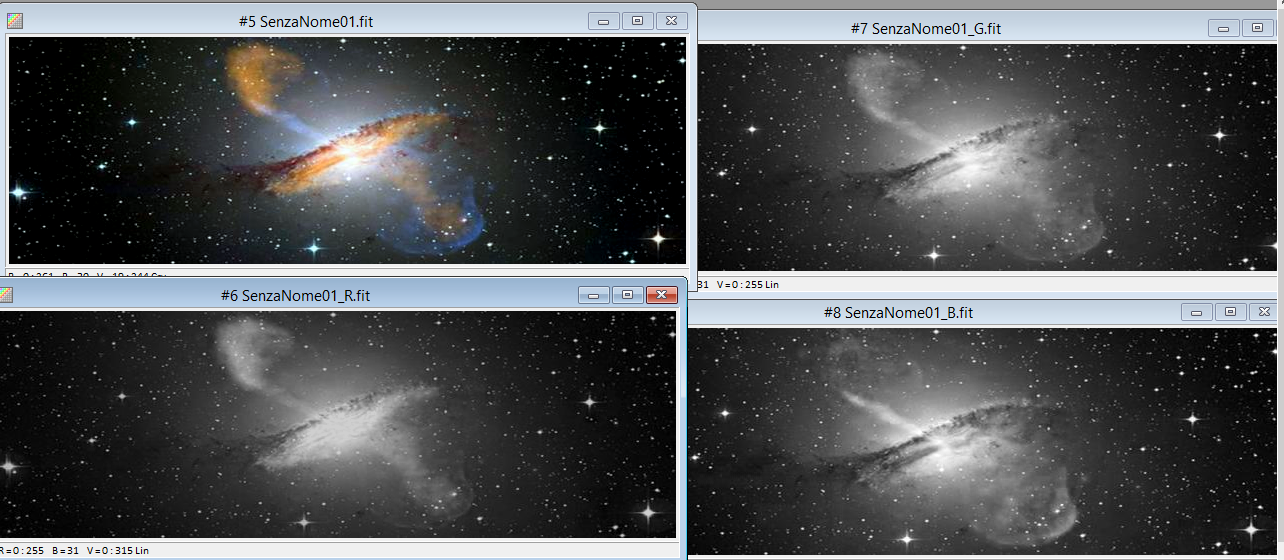 #5 SenzaNome01.fit
#7 SenzaNome01_G.fit
31 V=0:255 Lin
#6 SenzaNome01_R.fit
#8 SenzaNome01_B.fit
R=0:255 B=31 V=0:315 Lin